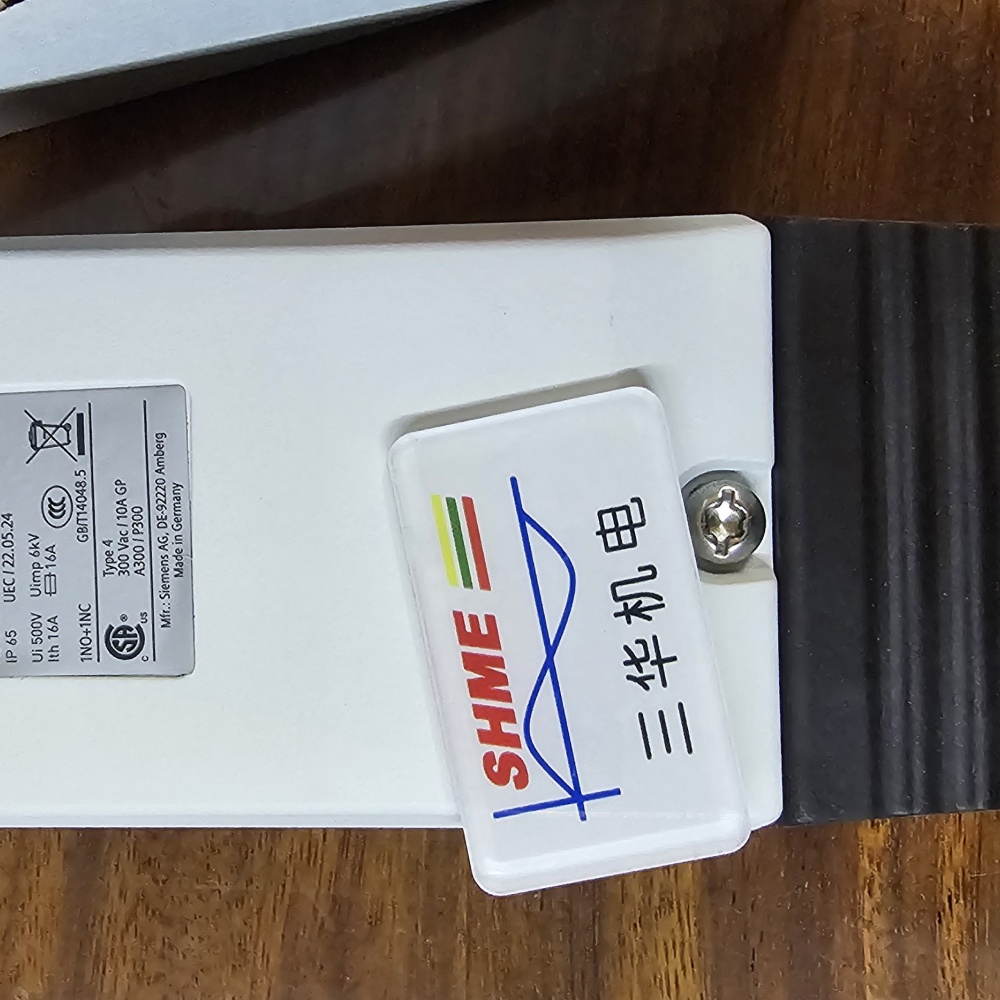 IP 65 UEC / 22.05.24
Ui 500V Uimp 6kV
Ith 16A 16A
1NO+1NC GB/T14048.5
Type 4
300 Vac / 10A GP
A300 / P300
Mfr.: Siemens AG, DE-92220 Amberg
Made in Germany
SHME
三华机电